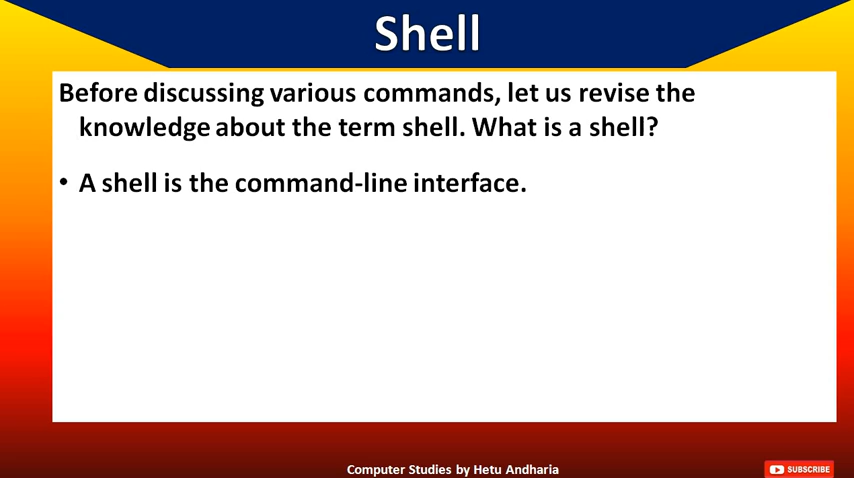 Shell
Before discussing various commands, let us revise the
knowledge about the term shell. What is a shell?
• A shell is the command-line interface.
Computer Studies by Hetu Andharia
SUBSCRIBE